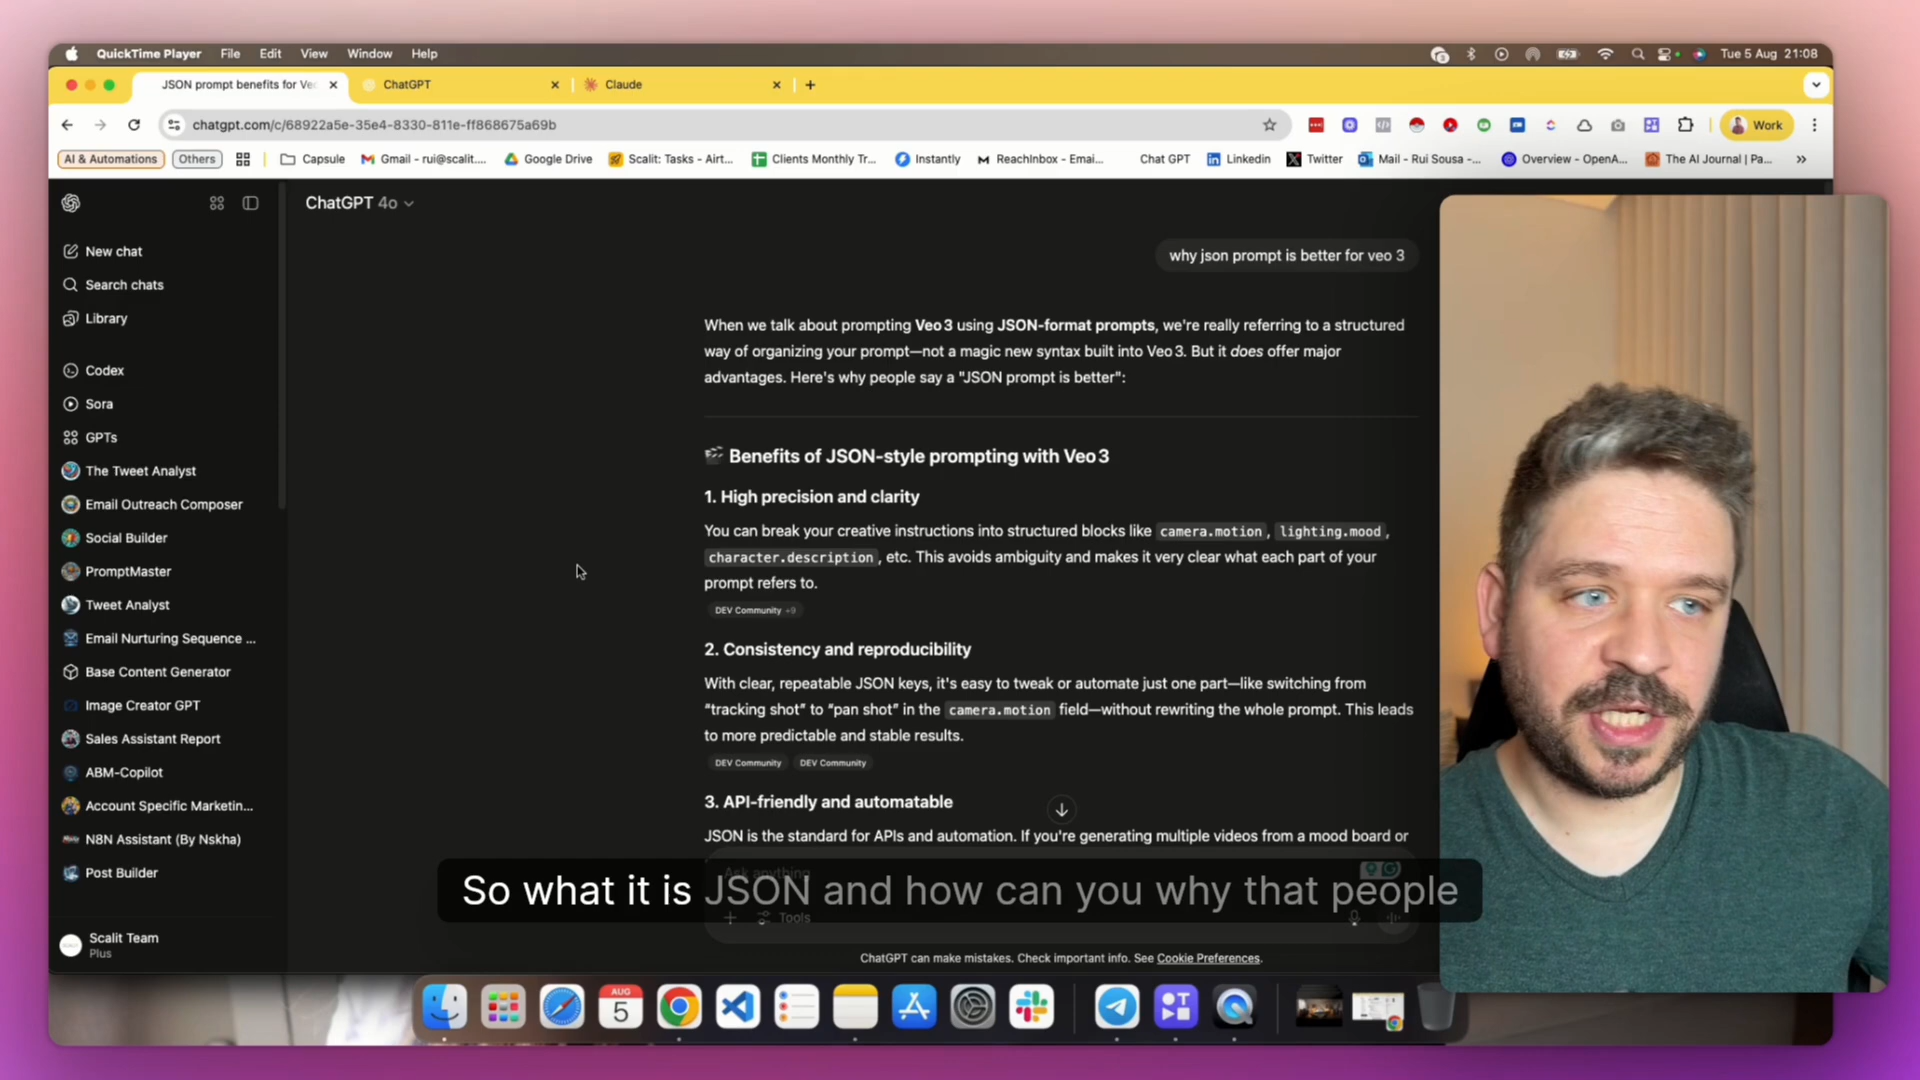 QuickTime Player File Edit View Window Help
Tue 5 Aug 21:08
JSON prompt benefits for Ve
ChatGPT
Claude
chatgpt.com/c/68922a5e-35e4-8330-811e-ff868675a69b
Work
AI & Automations
Others
Capsule
Gmail - rui@scalit....
Google Drive
Scalit: Tasks - Airt...
Clients Monthly Tr...
Instantly
ReachInbox - Emai...
Chat GPT
Linkedin
Twitter
Mail - Rui Sousa -...
Overview - OpenA...
The AI Journal | Pa...
ChatGPT 4o
New chat
Search chats
Library
Codex
Sora
GPTs
The Tweet Analyst
Email Outreach Composer
Social Builder
PromptMaster
Tweet Analyst
Email Nurturing Sequence ...
Base Content Generator
Image Creator GPT
Sales Assistant Report
ABM-Copilot
Account Specific Marketin...
N8N Assistant (By Nskha)
Post Builder
Scalit Team
Plus
why json prompt is better for veo 3
When we talk about prompting Veo 3 using JSON-format prompts, we're really referring to a structured
way of organizing your prompt—not a magic new syntax built into Veo 3. But it does offer major
advantages. Here's why people say a "JSON prompt is better":
Benefits of JSON-style prompting with Veo 3
1. High precision and clarity
You can break your creative instructions into structured blocks like camera.motion, lighting.mood,
character.description, etc. This avoids ambiguity and makes it very clear what each part of your
prompt refers to.
DEV Community +9
2. Consistency and reproducibility
With clear, repeatable JSON keys, it's easy to tweak or automate just one part—like switching from
“tracking shot” to “pan shot” in the camera.motion field—without rewriting the whole prompt. This leads
to more predictable and stable results.
DEV Community DEV Community
3. API-friendly and automatable
JSON is the standard for APIs and automation. If you're generating multiple videos from a mood board or
Ask anything
So what it is JSON and how can you why that people
Tools
ChatGPT can make mistakes. Check important info. See Cookie Preferences.
AUG
5